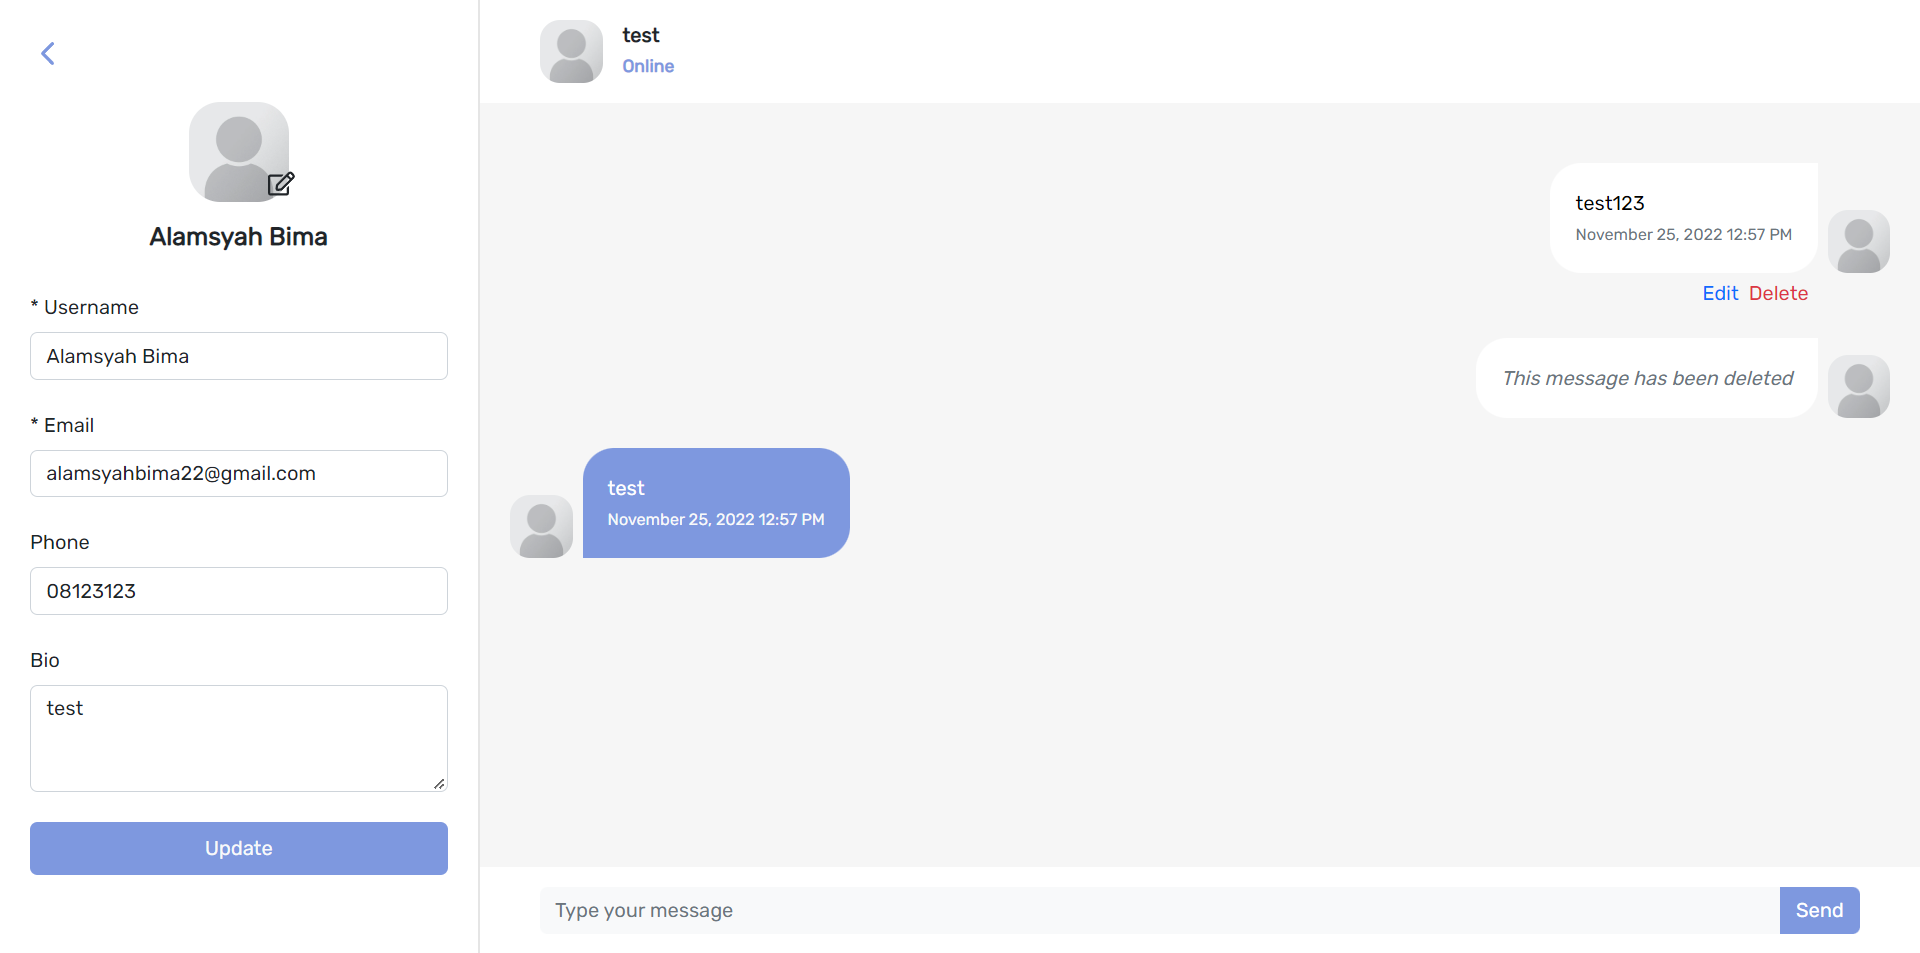 Alamsyah Bima
* Username
Alamsyah Bima
* Email
alamsyahbima22@gmail.com
Phone
08123123
Bio
test
Update
test
Online
test123
November 25, 2022 12:57 PM
Edit Delete
This message has been deleted
test
November 25, 2022 12:57 PM
Type your message
Send